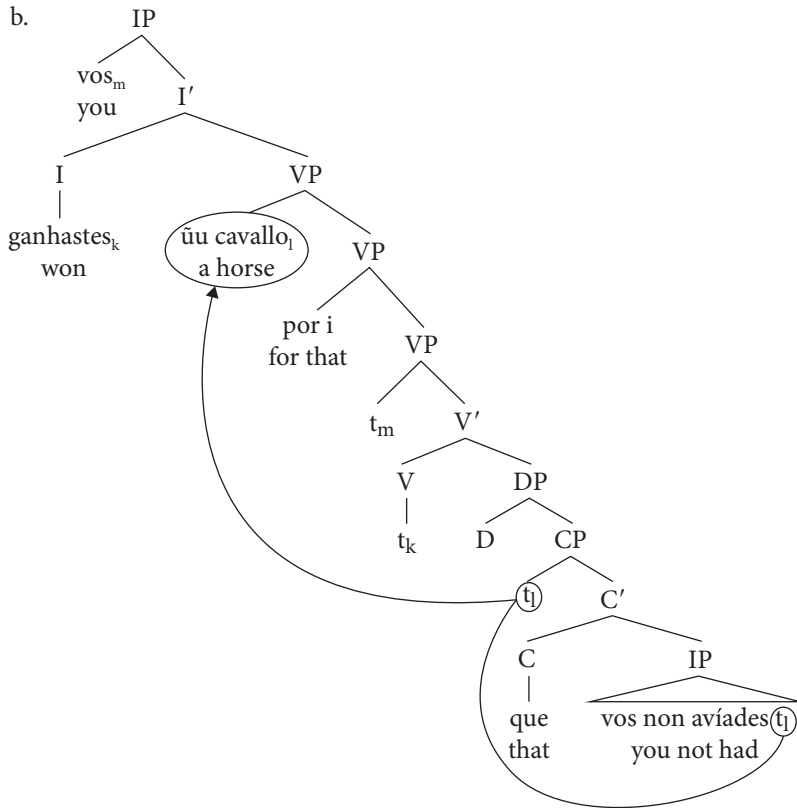 b.
IP
vosₘ
you
I′
I
VP
ganhastesₖ
won
ũu cavalloₗ
a horse
VP
por i
for that
VP
tₘ
V′
V
DP
tₖ
D
CP
tₗ
C′
C
IP
que
that
vos non avíades tₗ
you not had